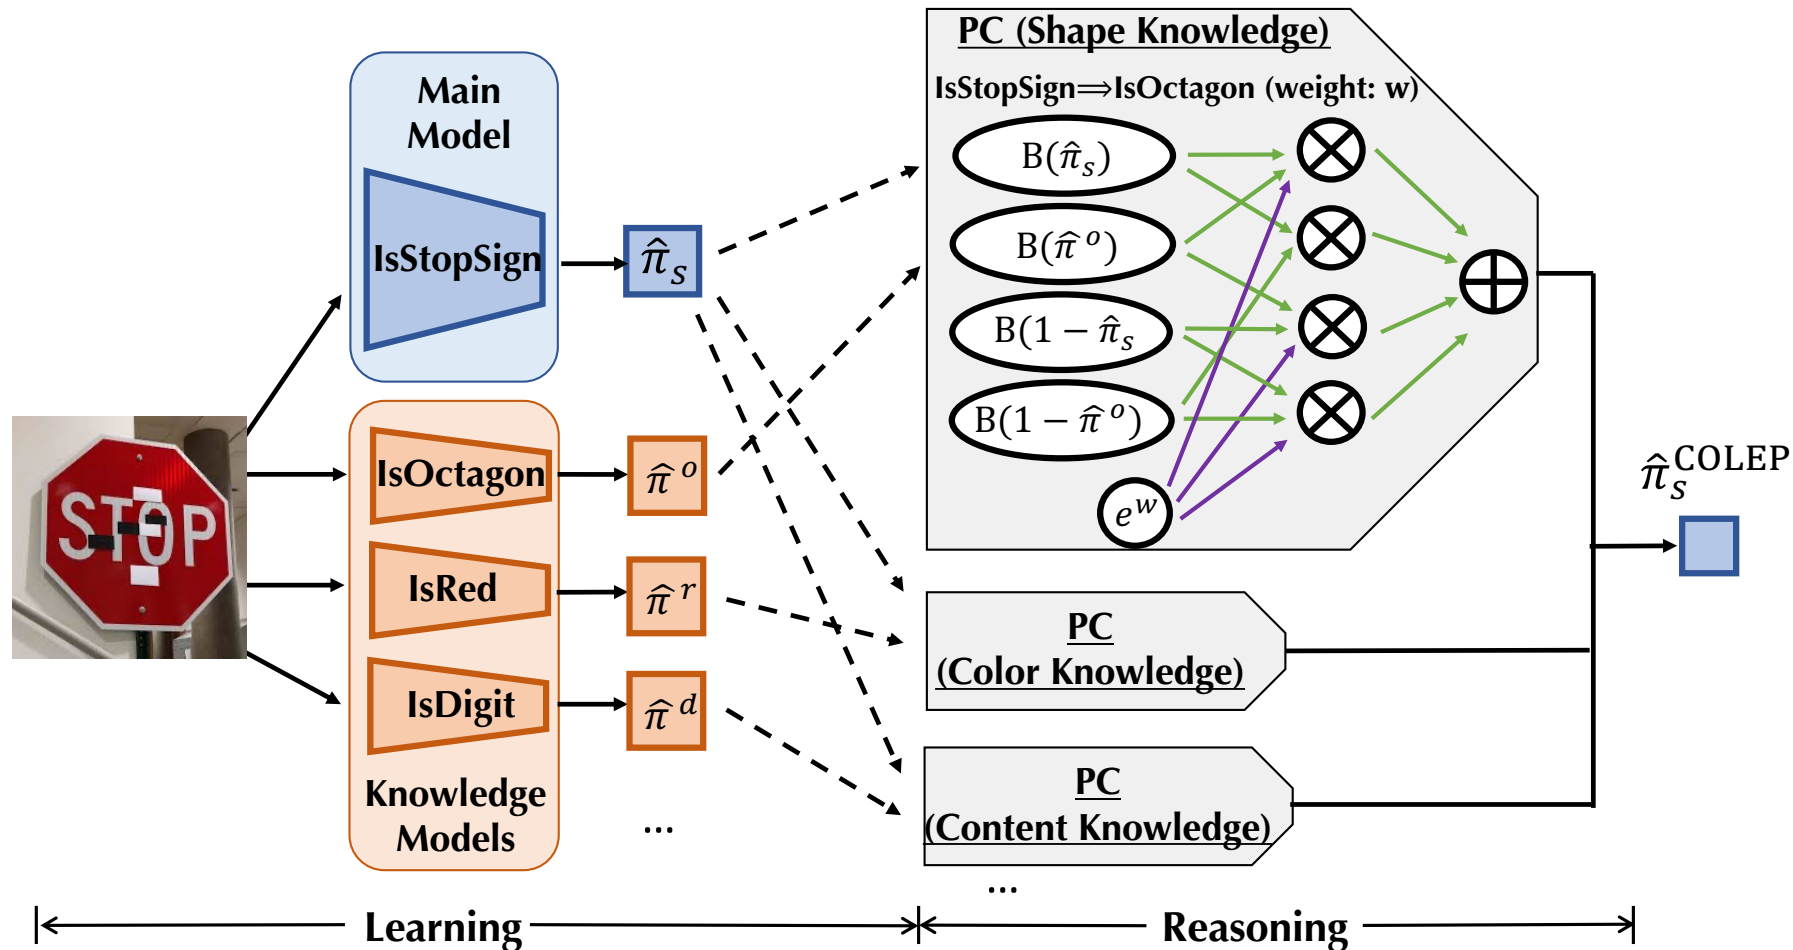 Main
Model
IsStopSign
π̂ₛ
STOP
IsOctagon
π̂ᵒ
IsRed
π̂ʳ
IsDigit
π̂ᵈ
Knowledge
Models
...
PC (Shape Knowledge)
IsStopSign⟹IsOctagon (weight: w)
B(π̂ₛ)
B(π̂ᵒ)
B(1 − π̂ₛ
B(1 − π̂ᵒ)
eʷ
PC
(Color Knowledge)
PC
(Content Knowledge)
...
π̂ₛ^COLEP
Learning
Reasoning